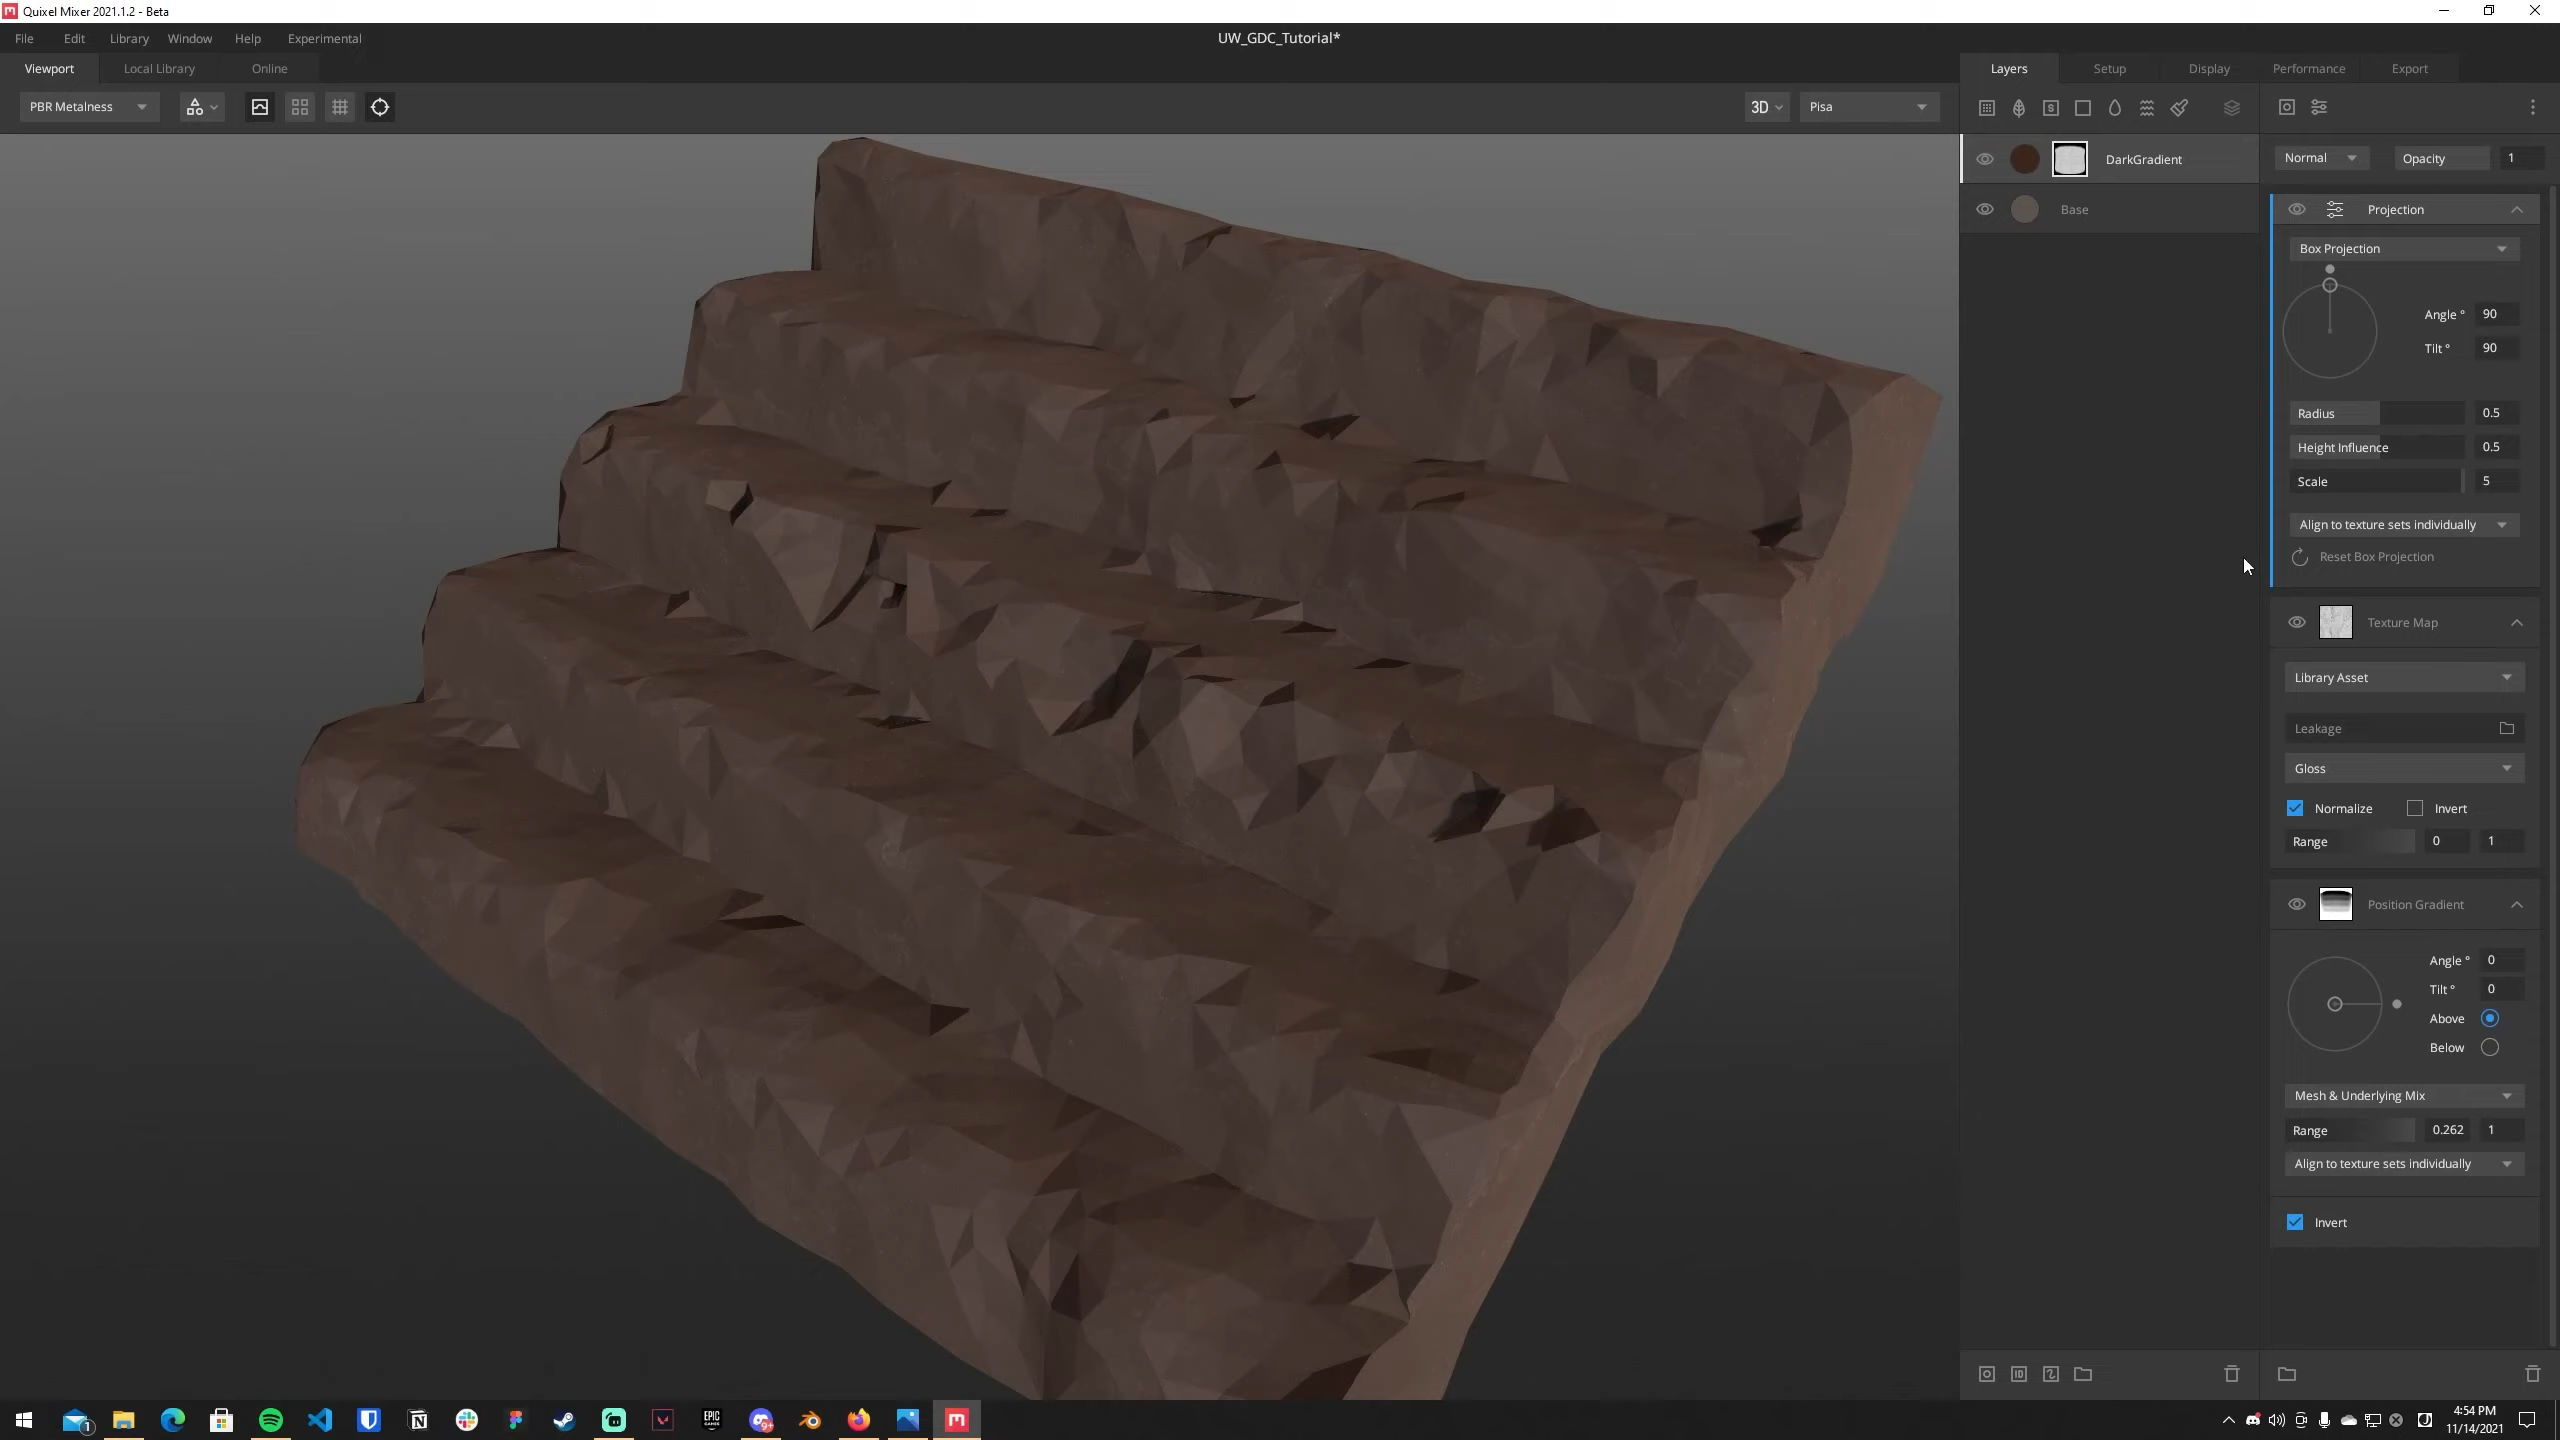 Quixel Mixer 2021.1.2 - Beta
File Edit Library Window Help Experimental
UW_GDC_Tutorial*
Viewport Local Library Online
Layers Setup Display Performance Export
PBR Metalness
3D Pisa
DarkGradient
Base
Normal Opacity 1
Projection
Box Projection
Angle ° 90
Tilt ° 90
Radius 0.5
Height Influence 0.5
Scale 5
Align to texture sets individually
Reset Box Projection
Texture Map
Library Asset
Leakage
Gloss
Normalize Invert
Range 0 1
Position Gradient
Angle ° 0
Tilt ° 0
Above
Below
Mesh & Underlying Mix
Range 0.262 1
Align to texture sets individually
Invert
4:54 PM
11/14/2021